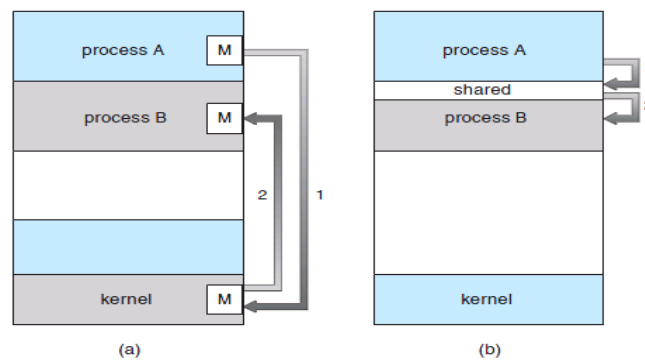 process A M
process B M
2 1
kernel M
(a)
process A
shared
process B
kernel
(b)